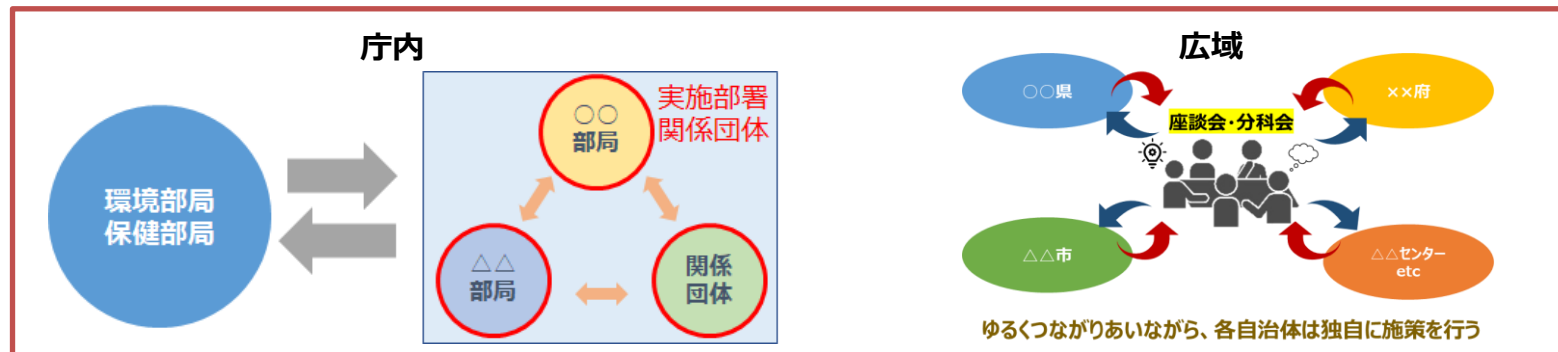 庁内
環境部局
保健部局
○○
部局
実施部署
関係団体
△△
部局
関係
団体
広域
○○県
××府
座談会・分科会
△△市
△△センター
etc
ゆるくつながりあいながら、各自治体は独自に施策を行う